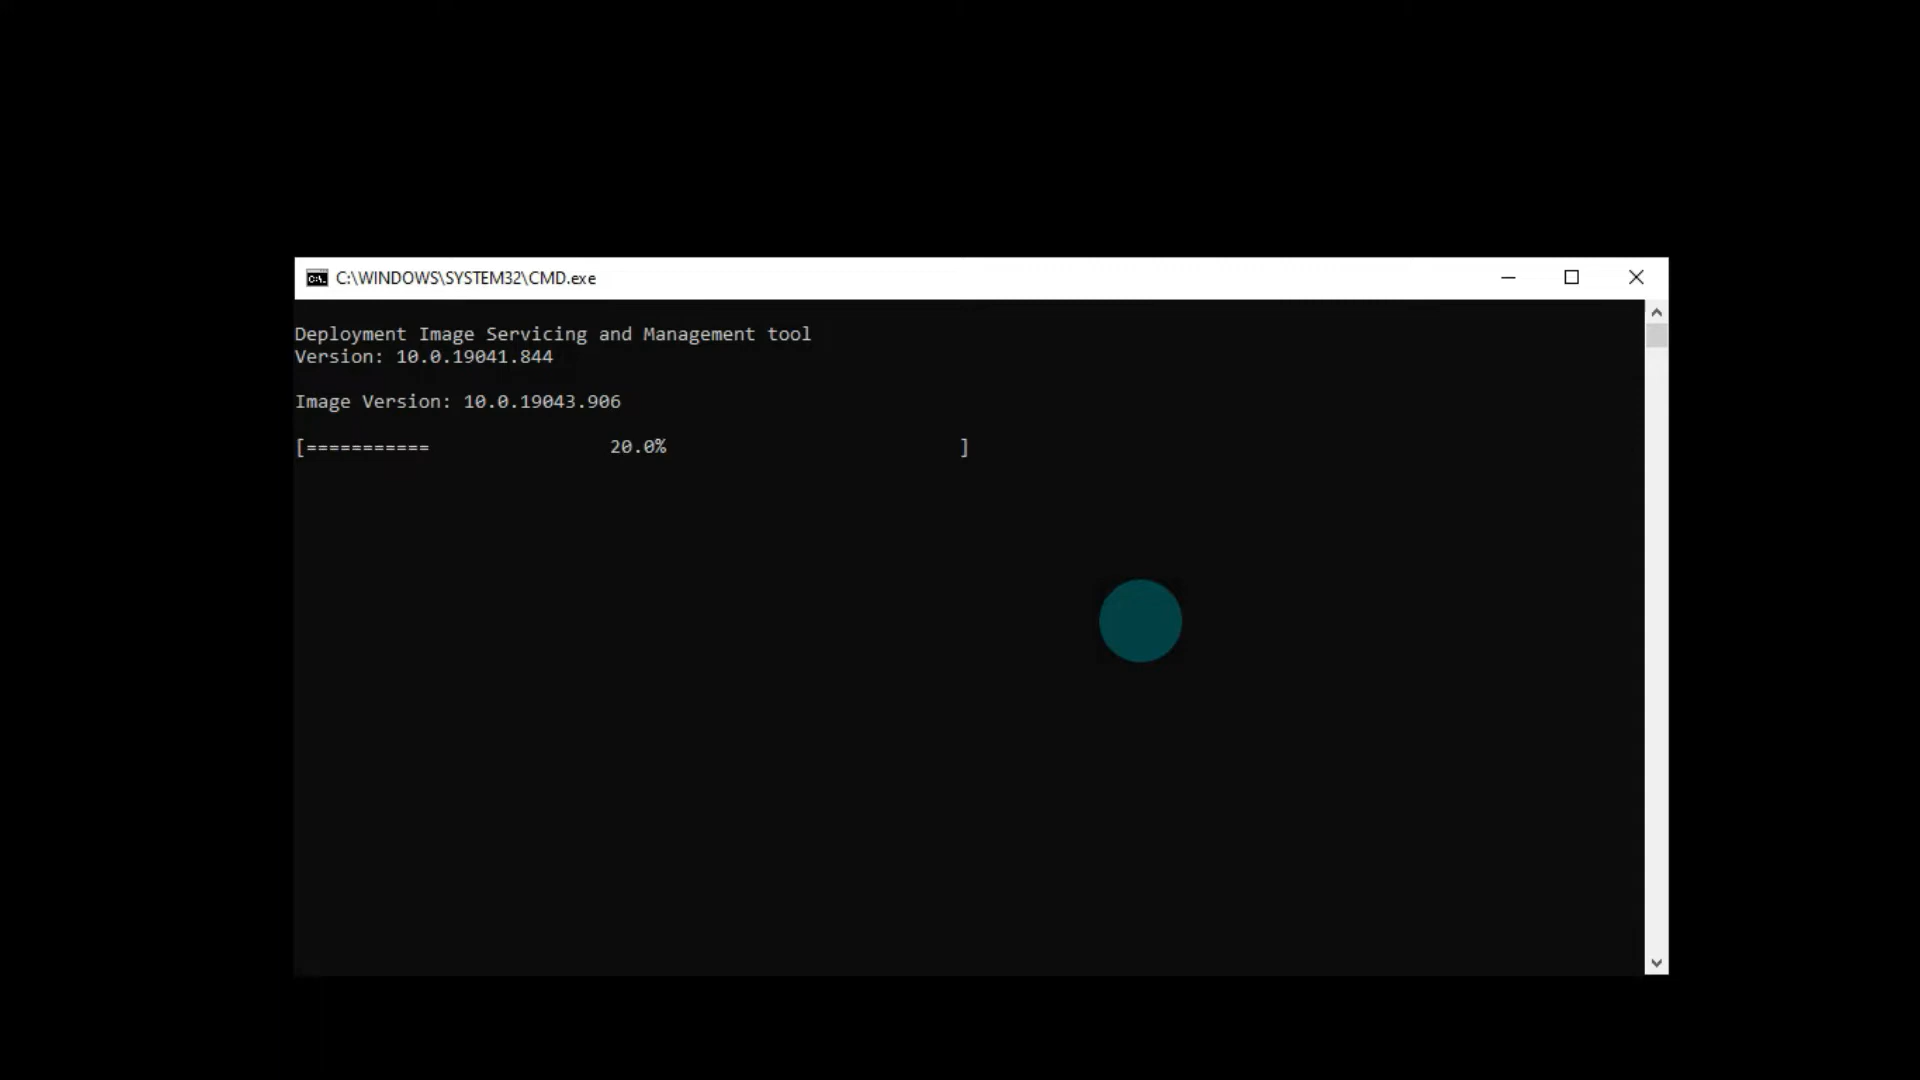 C:\WINDOWS\SYSTEM32\CMD.exe
Deployment Image Servicing and Management tool
Version: 10.0.19041.844
Image Version: 10.0.19043.906
[===========                20.0%                          ]